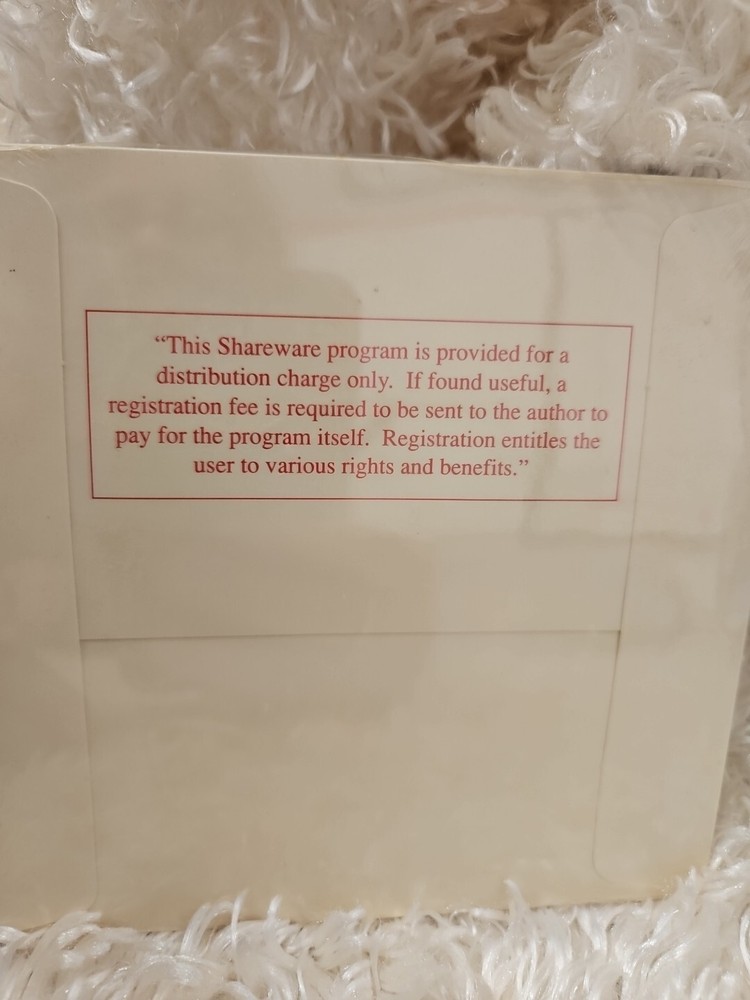 “This Shareware program is provided for a
distribution charge only.  If found useful, a
registration fee is required to be sent to the author to
pay for the program itself.  Registration entitles the
user to various rights and benefits.”